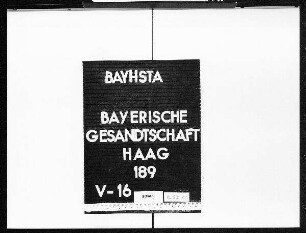 BAYHSTA
BAYERISCHE
GESANDTSCHAFT
HAAG
189
V-16